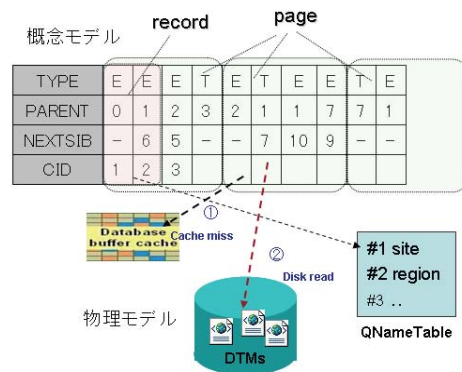 概念モデル
record
page
TYPE E E E T E T E E T E
PARENT 0 1 2 3 2 1 1 7 7 1
NEXTSIB - 6 5 - - 7 10 9 - -
CID 1 2 3
①
Database
buffer cache
Cache miss
②
Disk read
#1 site
#2 region
#3 ..
QNameTable
物理モデル
DTMs